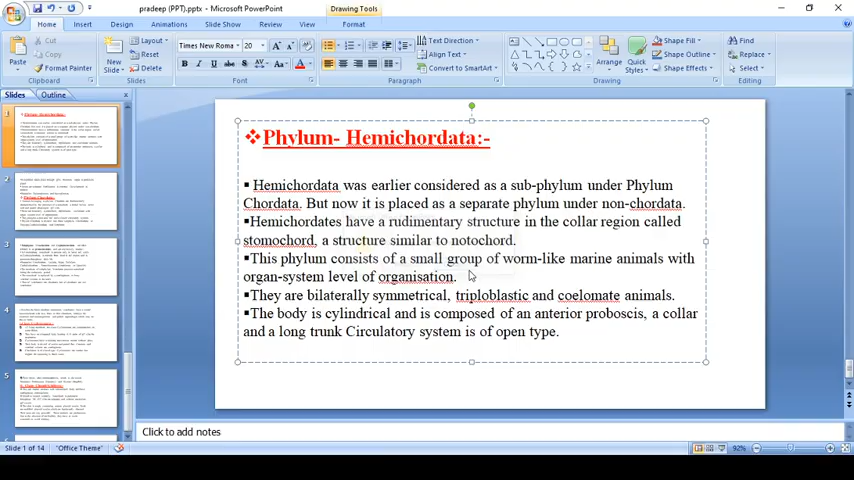 pradeep (PPT).pptx - Microsoft PowerPoint
Drawing Tools
Home Insert Design Animations Slide Show Review View Format
Cut
Copy
Format Painter
Paste
Clipboard
New Slide
Layout
Reset
Delete
Slides
Times New Roma 20
Font
Text Direction
Align Text
Convert to SmartArt
Paragraph
Arrange
Quick Styles
Shape Fill
Shape Outline
Shape Effects
Drawing
Find
Replace
Select
Editing
Slides Outline
1
2
3
4
5
❖Phylum- Hemichordata:-
▪ Hemichordata was earlier considered as a sub-phylum under Phylum
Chordata. But now it is placed as a separate phylum under non-chordata.
▪Hemichordates have a rudimentary structure in the collar region called
stomochord, a structure similar to notochord.
▪This phylum consists of a small group of worm-like marine animals with
organ-system level of organisation.
▪They are bilaterally symmetrical, triploblastic and coelomate animals.
▪The body is cylindrical and is composed of an anterior proboscis, a collar
and a long trunk Circulatory system is of open type.
Click to add notes
Slide 1 of 14 "Office Theme" 92%